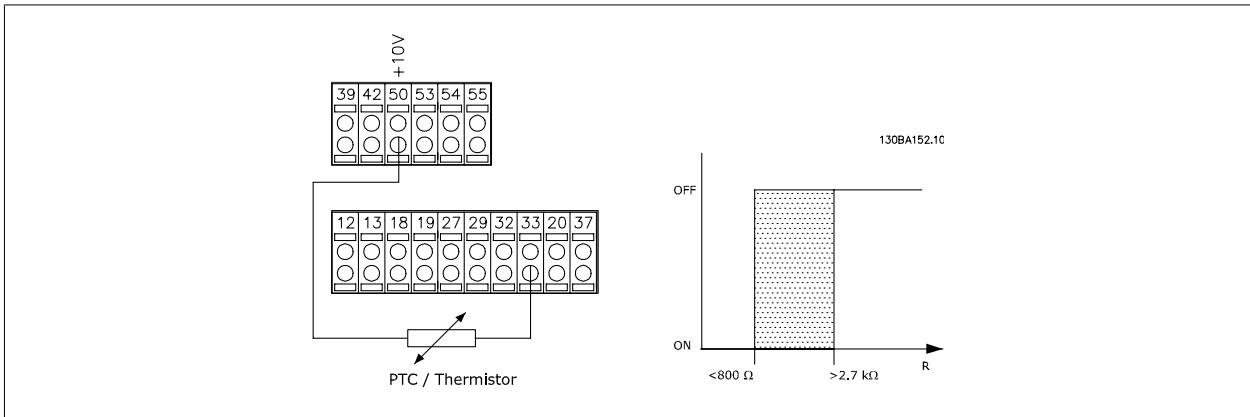 +10V
39 42 50 53 54 55
130BA152.10
OFF
12 13 18 19 27 29 32 33 20 37
ON
<800 Ω
>2.7 kΩ
R
PTC / Thermistor